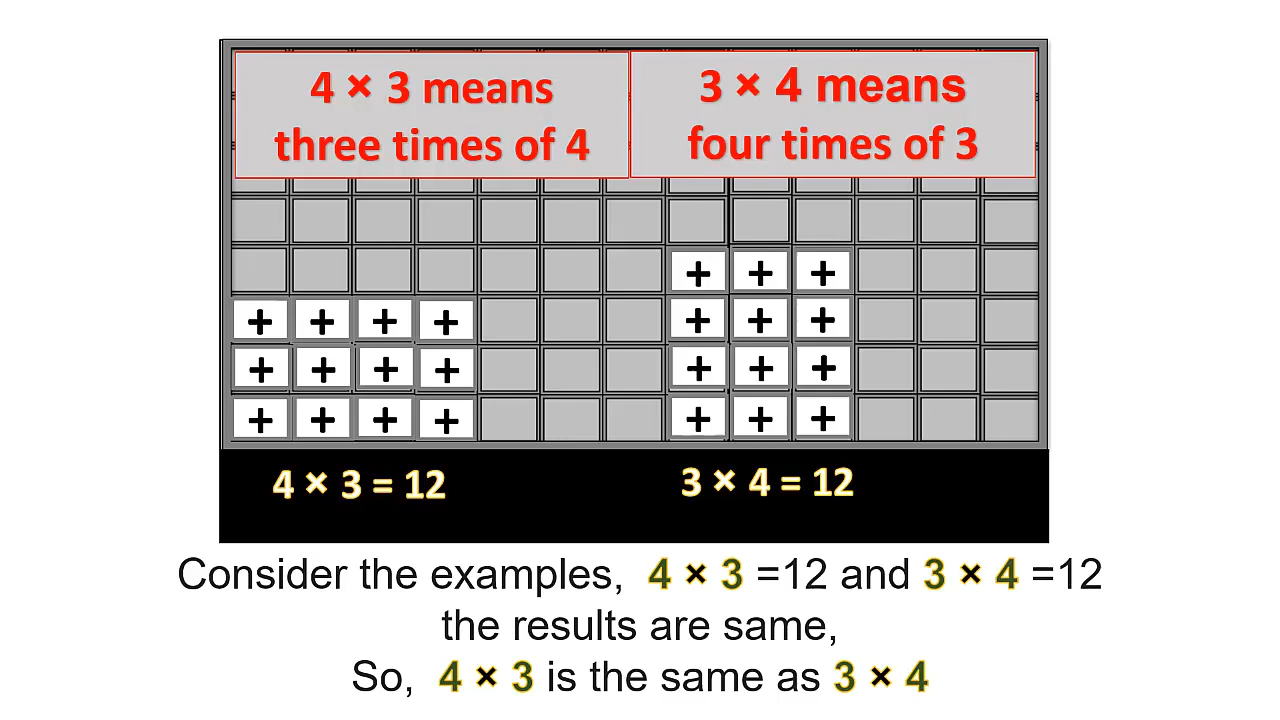 4 × 3 means
three times of 4
3 × 4 means
four times of 3
+ + + +
+ + + +
+ + + +
+ + +
+ + +
+ + +
+ + +
4 × 3 = 12
3 × 4 = 12
Consider the examples, 4 × 3 =12 and 3 × 4 =12
the results are same,
So, 4 × 3 is the same as 3 × 4